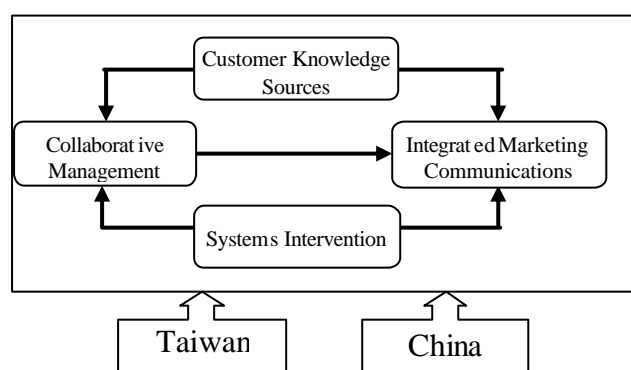 Customer Knowledge
Sources
Collaborative
Management
Integrated Marketing
Communications
Systems Intervention
Taiwan
China